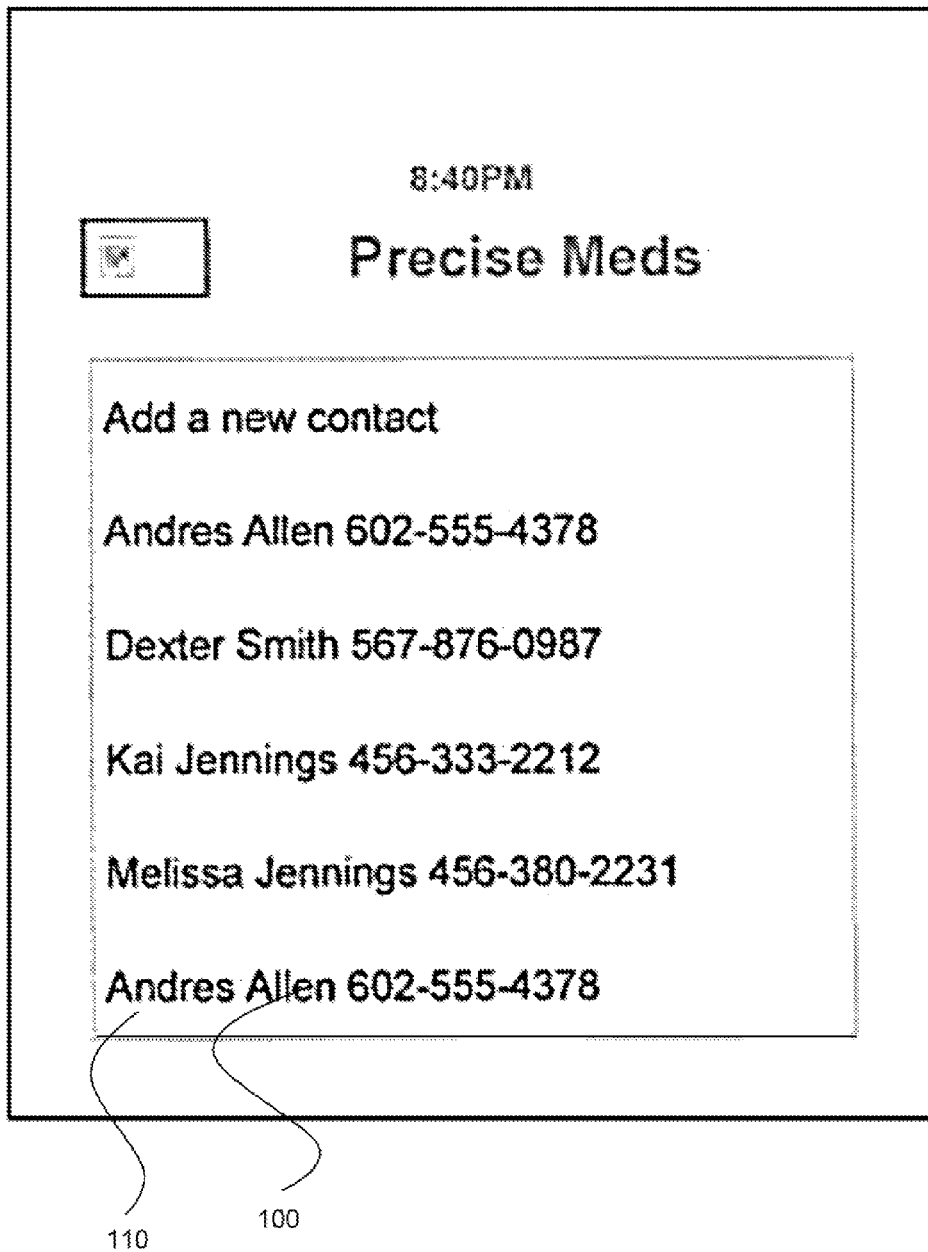 8:40PM
Precise Meds
Add a new contact
Andres Allen 602-555-4378
Dexter Smith 567-876-0987
Kai Jennings 456-333-2212
Melissa Jennings 456-380-2231
Andres Allen 602-555-4378
110
100